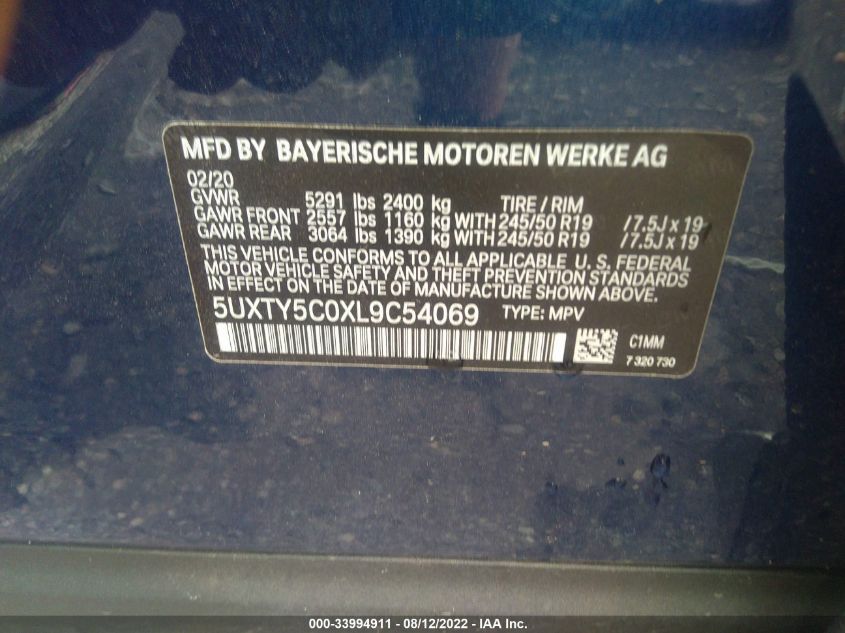 MFD BY BAYERISCHE MOTOREN WERKE AG
02/20
GVWR 5291 lbs 2400 kg TIRE / RIM
GAWR FRONT 2557 lbs 1160 kg WITH 245/50 R19 /7.5J x 19
GAWR REAR 3064 lbs 1390 kg WITH 245/50 R19 /7.5J x 19
THIS VEHICLE CONFORMS TO ALL APPLICABLE U.S. FEDERAL
MOTOR VEHICLE SAFETY AND THEFT PREVENTION STANDARDS
IN EFFECT ON THE DATE OF MANUFACTURE SHOWN ABOVE.
5UXTY5C0XL9C54069 TYPE: MPV
C1MM
7 320 730
000-33994911 - 08/12/2022 - IAA Inc.